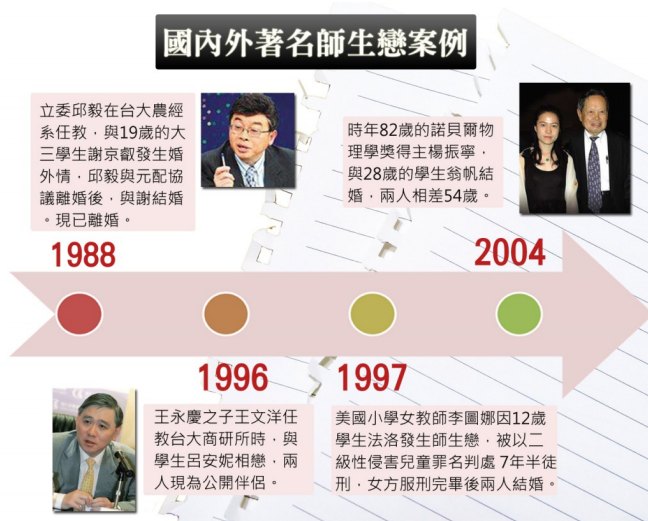 國內外著名師生戀案例
立委邱毅在台大農經
系任教，與19歲的大
三學生謝京叡發生婚
外情，邱毅與元配協
議離婚後，與謝結婚
。現已離婚。
時年82歲的諾貝爾物
理學獎得主楊振寧，
與28歲的學生翁帆結
婚，兩人相差54歲。
1988
2004
1996
1997
王永慶之子王文洋任
教台大商研所時，與
學生呂安妮相戀，兩
人現為公開伴侶。
美國小學女教師李圖娜因12歲
學生法洛發生師生戀，被以二
級性侵害兒童罪名判處 7年半徒
刑，女方服刑完畢後兩人結婚。